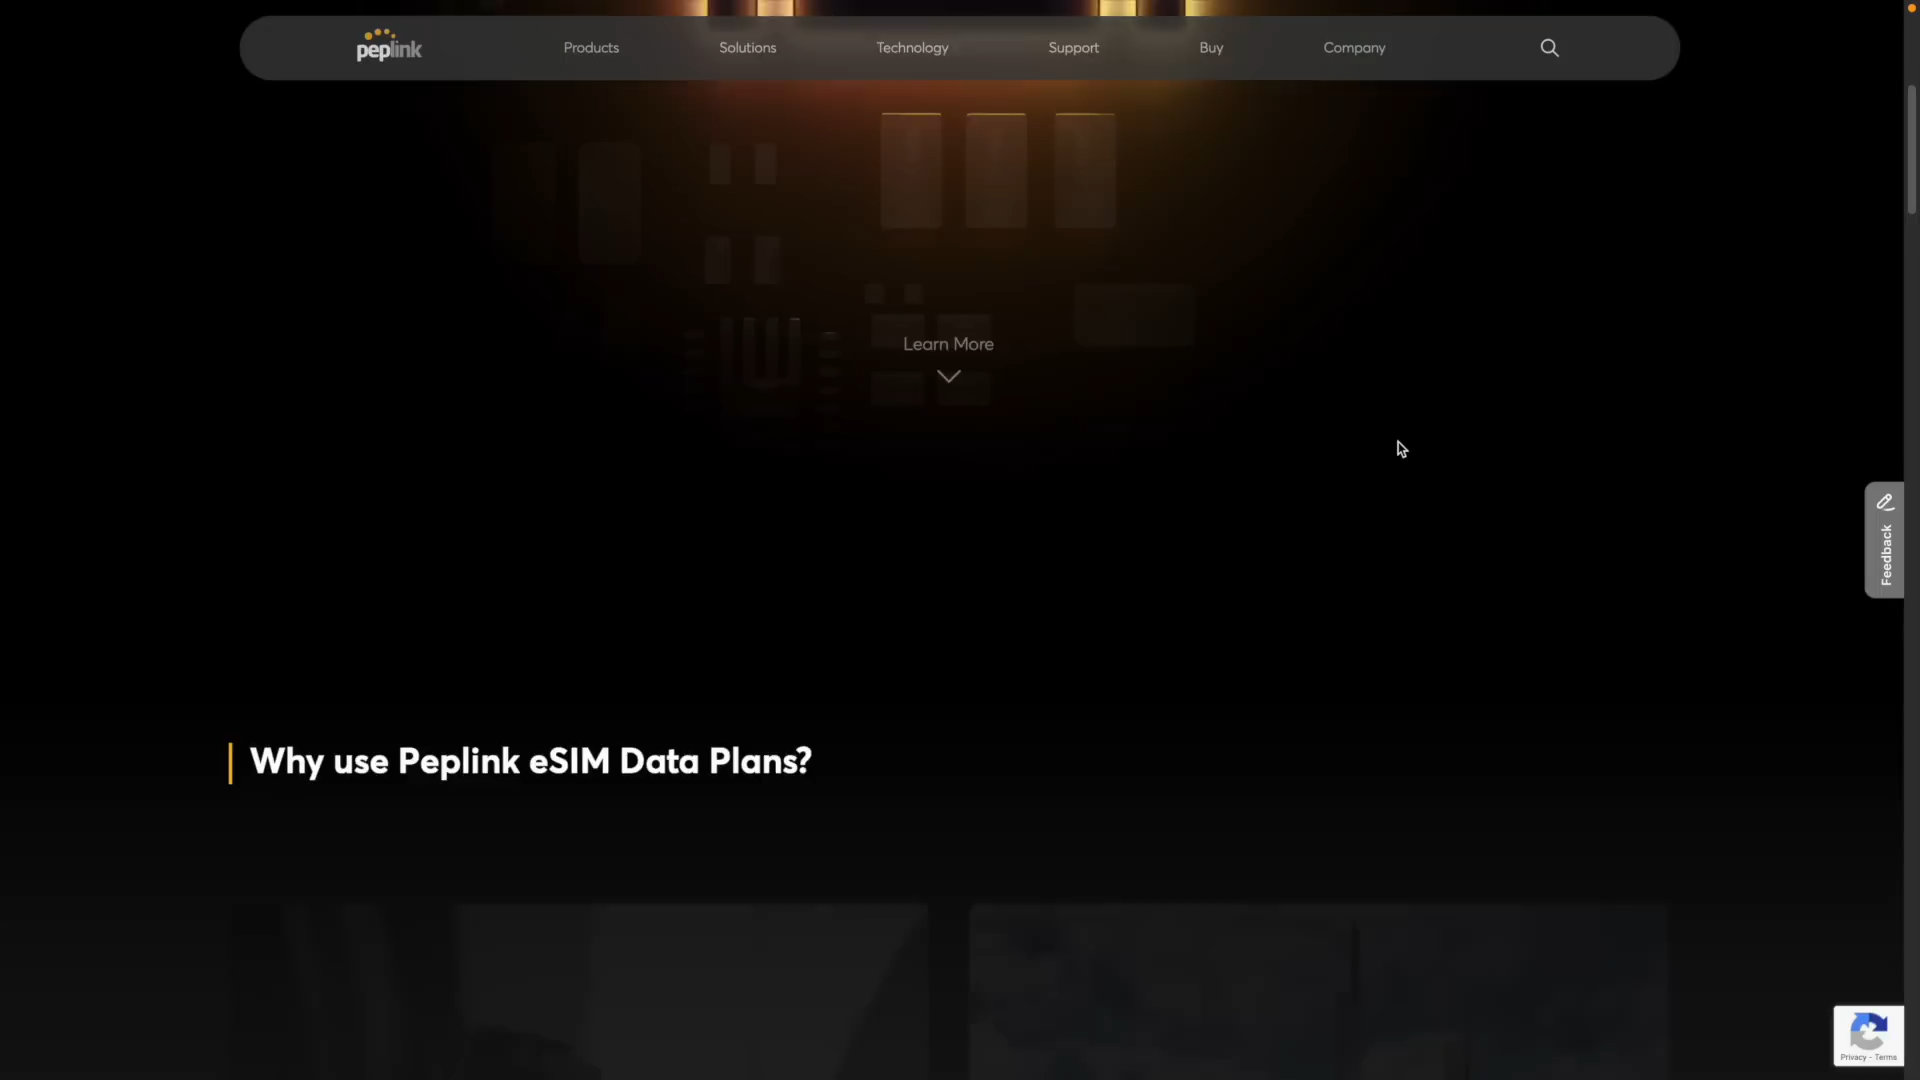 peplink
Products
Solutions
Technology
Support
Buy
Company
Learn More
Feedback
Why use Peplink eSIM Data Plans?
Privacy - Terms